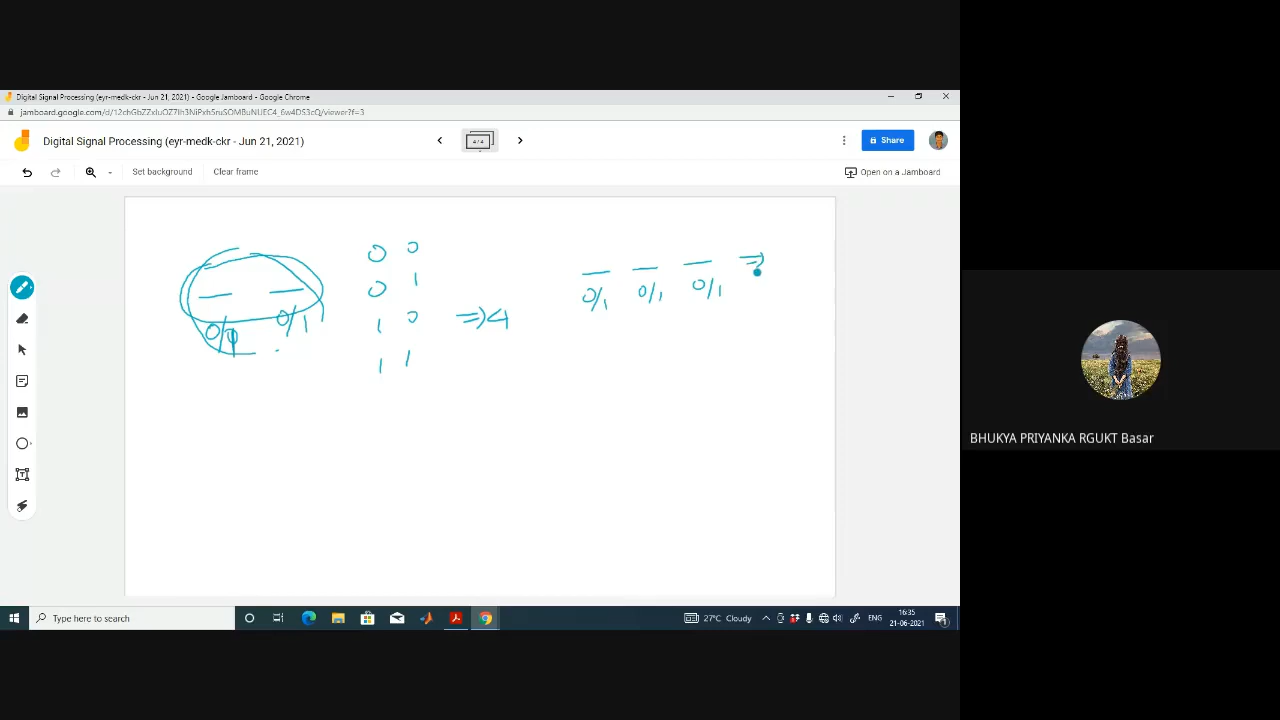 Digital Signal Processing (eyr-medk-ckr - Jun 21, 2021) - Google Jamboard - Google Chrome
Digital Signal Processing (eyr-medk-ckr - Jun 21, 2021)
4 / 4
Share
Set background
Clear frame
Open on a Jamboard
0 0
0 1
1 0 ⇒ 4
1 1
0/1 0/1
0/1 0/1 0/1 ⇒
BHUKYA PRIYANKA RGUKT Basar
Type here to search
27°C Cloudy
ENG
16:35
21-06-2021